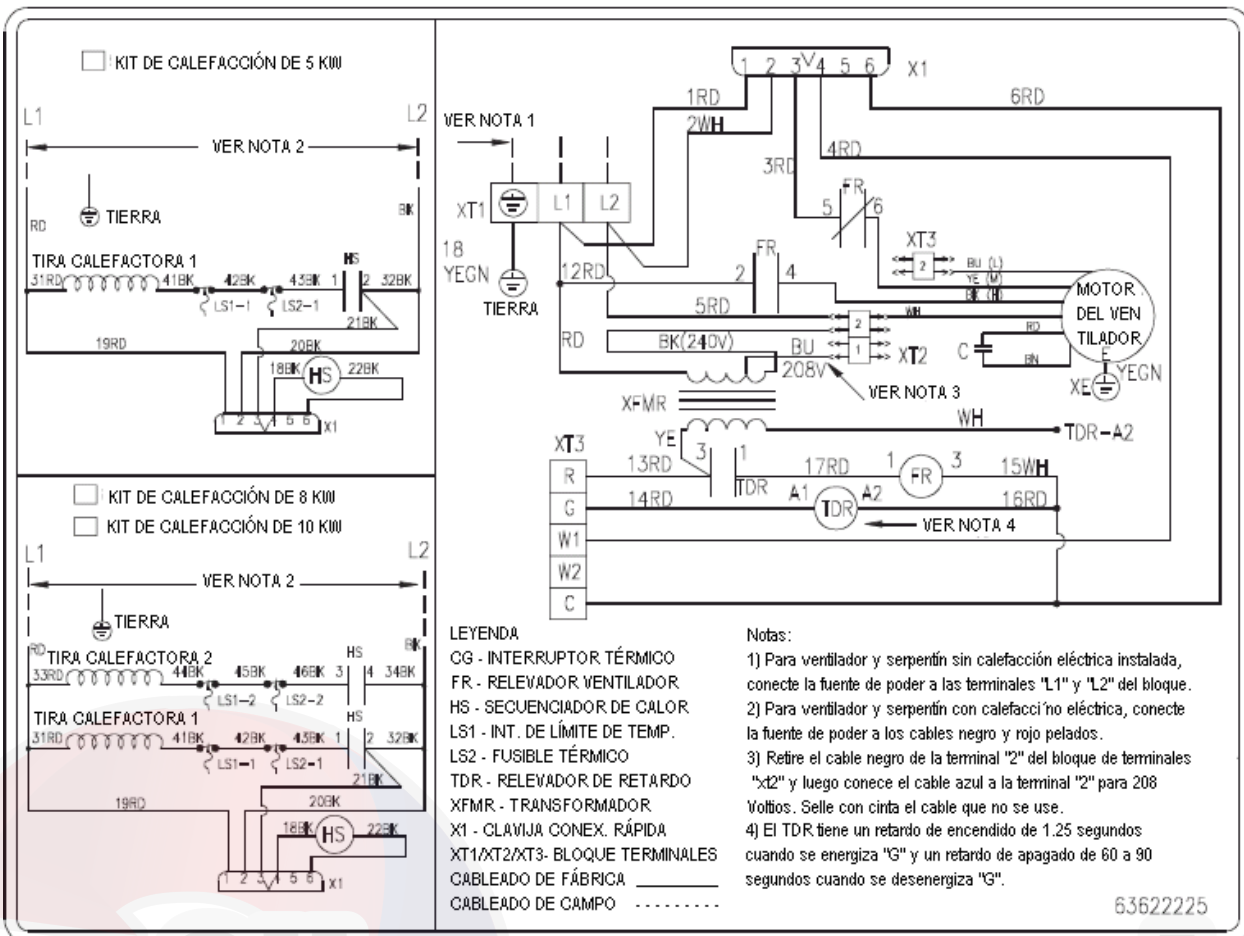 KIT DE CALEFACCIÓN DE 5 KW
L1
L2
VER NOTA 2
TIERRA
RD
BK
TIRA CALEFACTORA 1
HS
31RD
41BK
42BK
43BK
1
2
32BK
LS1-1
LS2-1
21BK
19RD
20BK
18BK
HS
22BK
1 2 3 4 5 6
X1
KIT DE CALEFACCIÓN DE 8 KW
KIT DE CALEFACCIÓN DE 10 KW
L1
L2
VER NOTA 2
TIERRA
RD
BK
TIRA CALEFACTORA 2
HS
33RD
44BK
45BK
46BK
3
4
34BK
LS1-2
LS2-2
TIRA CALEFACTORA 1
HS
31RD
41BK
42BK
43BK
1
2
32BK
LS1-1
LS2-1
21BK
19RD
20BK
18BK
HS
22BK
1 2 3 4 5 6
X1
1 2 3 4 5 6
X1
1RD
6RD
VER NOTA 1
2WH
4RD
3RD
FR
5
6
XT1
L1
L2
XT3
2
BU (L)
YE (M)
BK (H)
18
YEGN
TIERRA
12RD
FR
2
4
MOTOR
DEL VEN
TILADOR
E
5RD
WH
2
RD
BK(240V)
BU
1
XT2
208V
RD
C
BN
VER NOTA 3
XE
YEGN
XFMR
WH
TDR-A2
XT3
YE
3
1
R
13RD
TDR
17RD
1
FR
3
15WH
G
14RD
A1
TDR
A2
16RD
VER NOTA 4
W1
W2
C
LEYENDA
CG - INTERRUPTOR TÉRMICO
FR - RELEVADOR VENTILADOR
HS - SECUENCIADOR DE CALOR
LS1 - INT. DE LÍMITE DE TEMP.
LS2 - FUSIBLE TÉRMICO
TDR - RELEVADOR DE RETARDO
XFMR - TRANSFORMADOR
X1 - CLAVIJA CONEX. RÁPIDA
XT1/XT2/XT3- BLOQUE TERMINALES
CABLEADO DE FÁBRICA
CABLEADO DE CAMPO
Notas:
1) Para ventilador y serpentín sin calefacción eléctrica instalada,
conecte la fuente de poder a las terminales "L1" y "L2" del bloque.
2) Para ventilador y serpentín con calefacci´no eléctrica, conecte
la fuente de poder a los cables negro y rojo pelados.
3) Retire el cable negro de la terminal "2" del bloque de terminales
"xt2" y luego conece el cable azul a la terminal "2" para 208
Voltios. Selle con cinta el cable que no se use.
4) El TDR tiene un retardo de encendido de 1.25 segundos
cuando se energiza "G" y un retardo de apagado de 60 a 90
segundos cuando se desenergiza "G".
63622225